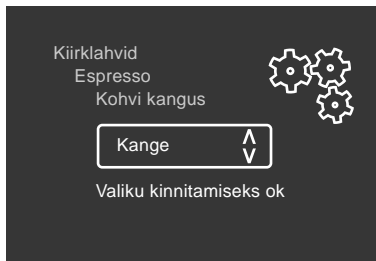 Kiirklahvid
Espresso
Kohvi kangus
Kange
Valiku kinnitamiseks ok